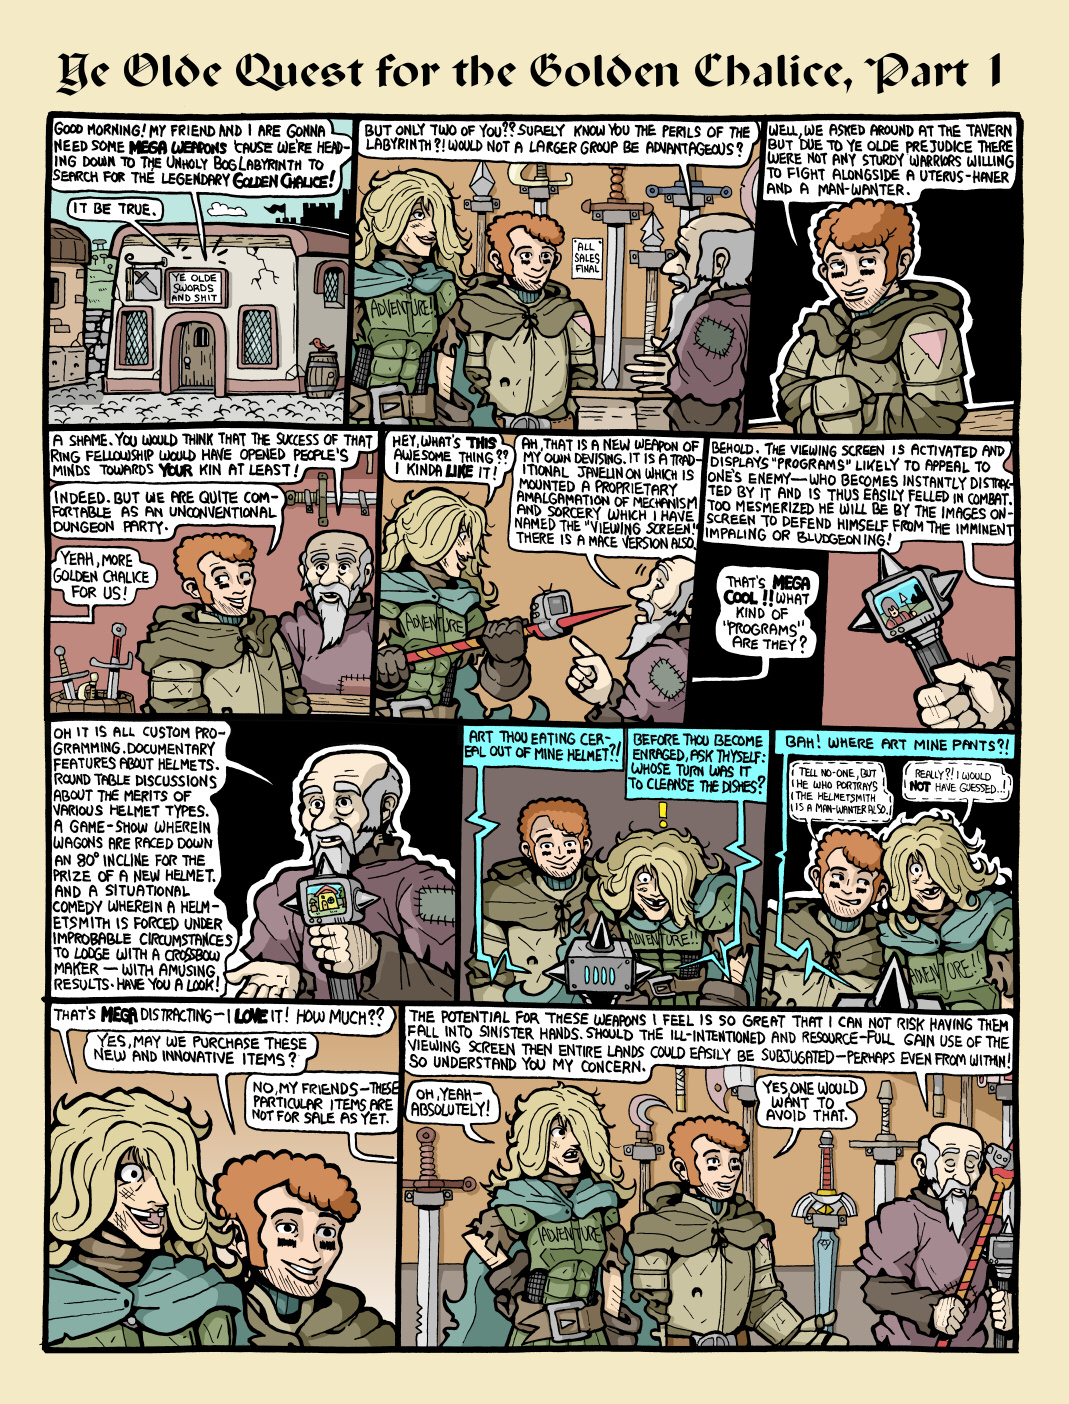 Ye Olde Quest for the Golden Chalice, Part 1
GOOD MORNING! MY FRIEND AND I ARE GONNA
NEED SOME MEGA WEAPONS 'CAUSE WE'RE HEAD-
ING DOWN TO THE UNHOLY BOG LABYRINTH TO
SEARCH FOR THE LEGENDARY GOLDEN CHALICE!
IT BE TRUE.
YE OLDE
SWORDS
AND SHIT
BUT ONLY TWO OF YOU?? SURELY KNOW YOU THE PERILS OF THE
LABYRINTH?! WOULD NOT A LARGER GROUP BE ADVANTAGEOUS?
"ALL
SALES
FINAL"
ADVENTURE!
WELL, WE ASKED AROUND AT THE TAVERN
BUT DUE TO YE OLDE PREJUDICE THERE
WERE NOT ANY STURDY WARRIORS WILLING
TO FIGHT ALONGSIDE A UTERUS-HANER
AND A MAN-WANTER.
A SHAME. YOU WOULD THINK THAT THE SUCCESS OF THAT
RING FELLOWSHIP WOULD HAVE OPENED PEOPLE'S
MINDS TOWARDS YOUR KIN AT LEAST!
INDEED. BUT WE ARE QUITE COM-
FORTABLE AS AN UNCONVENTIONAL
DUNGEON PARTY.
YEAH, MORE
GOLDEN CHALICE
FOR US!
HEY, WHAT'S THIS
AWESOME THING??
I KINDA LIKE IT!
AH, THAT IS A NEW WEAPON OF
MY OWN DEVISING. IT IS A TRAD-
ITIONAL JAVELIN ON WHICH IS
MOUNTED A PROPRIETARY
AMALGAMATION OF MECHANISM
AND SORCERY WHICH I HAVE
NAMED THE "VIEWING SCREEN."
THERE IS A MACE VERSION ALSO.
ADVENTURE
BEHOLD. THE VIEWING SCREEN IS ACTIVATED AND
DISPLAYS "PROGRAMS" LIKELY TO APPEAL TO
ONE'S ENEMY—WHO BECOMES INSTANTLY DISTRAC-
TED BY IT AND IS THUS EASILY FELLED IN COMBAT.
TOO MESMERIZED HE WILL BE BY THE IMAGES ON-
SCREEN TO DEFEND HIMSELF FROM THE IMMINENT
IMPALING OR BLUDGEONING!
THAT'S MEGA
COOL!! WHAT
KIND OF
"PROGRAMS"
ARE THEY?
OH IT IS ALL CUSTOM PRO-
GRAMMING. DOCUMENTARY
FEATURES ABOUT HELMETS.
ROUND TABLE DISCUSSIONS
ABOUT THE MERITS OF
VARIOUS HELMET TYPES.
A GAME-SHOW WHEREIN
WAGONS ARE RACED DOWN
AN 80° INCLINE FOR THE
PRIZE OF A NEW HELMET.
AND A SITUATIONAL
COMEDY WHEREIN A HELM-
ETSMITH IS FORCED UNDER
IMPROBABLE CIRCUMSTANCES
TO LODGE WITH A CROSSBOW
MAKER — WITH AMUSING
RESULTS. HAVE YOU A LOOK!
ART THOU EATING CER-
EAL OUT OF MINE HELMET?!
BEFORE THOU BECOME
ENRAGED, ASK THYSELF:
WHOSE TURN WAS IT
TO CLEANSE THE DISHES?
!
ADVENTURE!!
BAH! WHERE ART MINE PANTS?!
TELL NO-ONE, BUT
HE WHO PORTRAYS
THE HELMETSMITH
IS A MAN-WANTER ALSO.
REALLY?! I WOULD
NOT HAVE GUESSED..!
ADVENTURE!!
THAT'S MEGA DISTRACTING—I LOVE IT! HOW MUCH??
YES, MAY WE PURCHASE THESE
NEW AND INNOVATIVE ITEMS?
NO, MY FRIENDS—THESE
PARTICULAR ITEMS ARE
NOT FOR SALE AS YET.
THE POTENTIAL FOR THESE WEAPONS I FEEL IS SO GREAT THAT I CAN NOT RISK HAVING THEM
FALL INTO SINISTER HANDS. SHOULD THE ILL-INTENTIONED AND RESOURCE-FULL GAIN USE OF THE
VIEWING SCREEN THEN ENTIRE LANDS COULD EASILY BE SUBJUGATED—PERHAPS EVEN FROM WITHIN!
SO UNDERSTAND YOU MY CONCERN.
OH, YEAH—
ABSOLUTELY!
YES ONE WOULD
WANT TO
AVOID THAT.
ADVENTURE